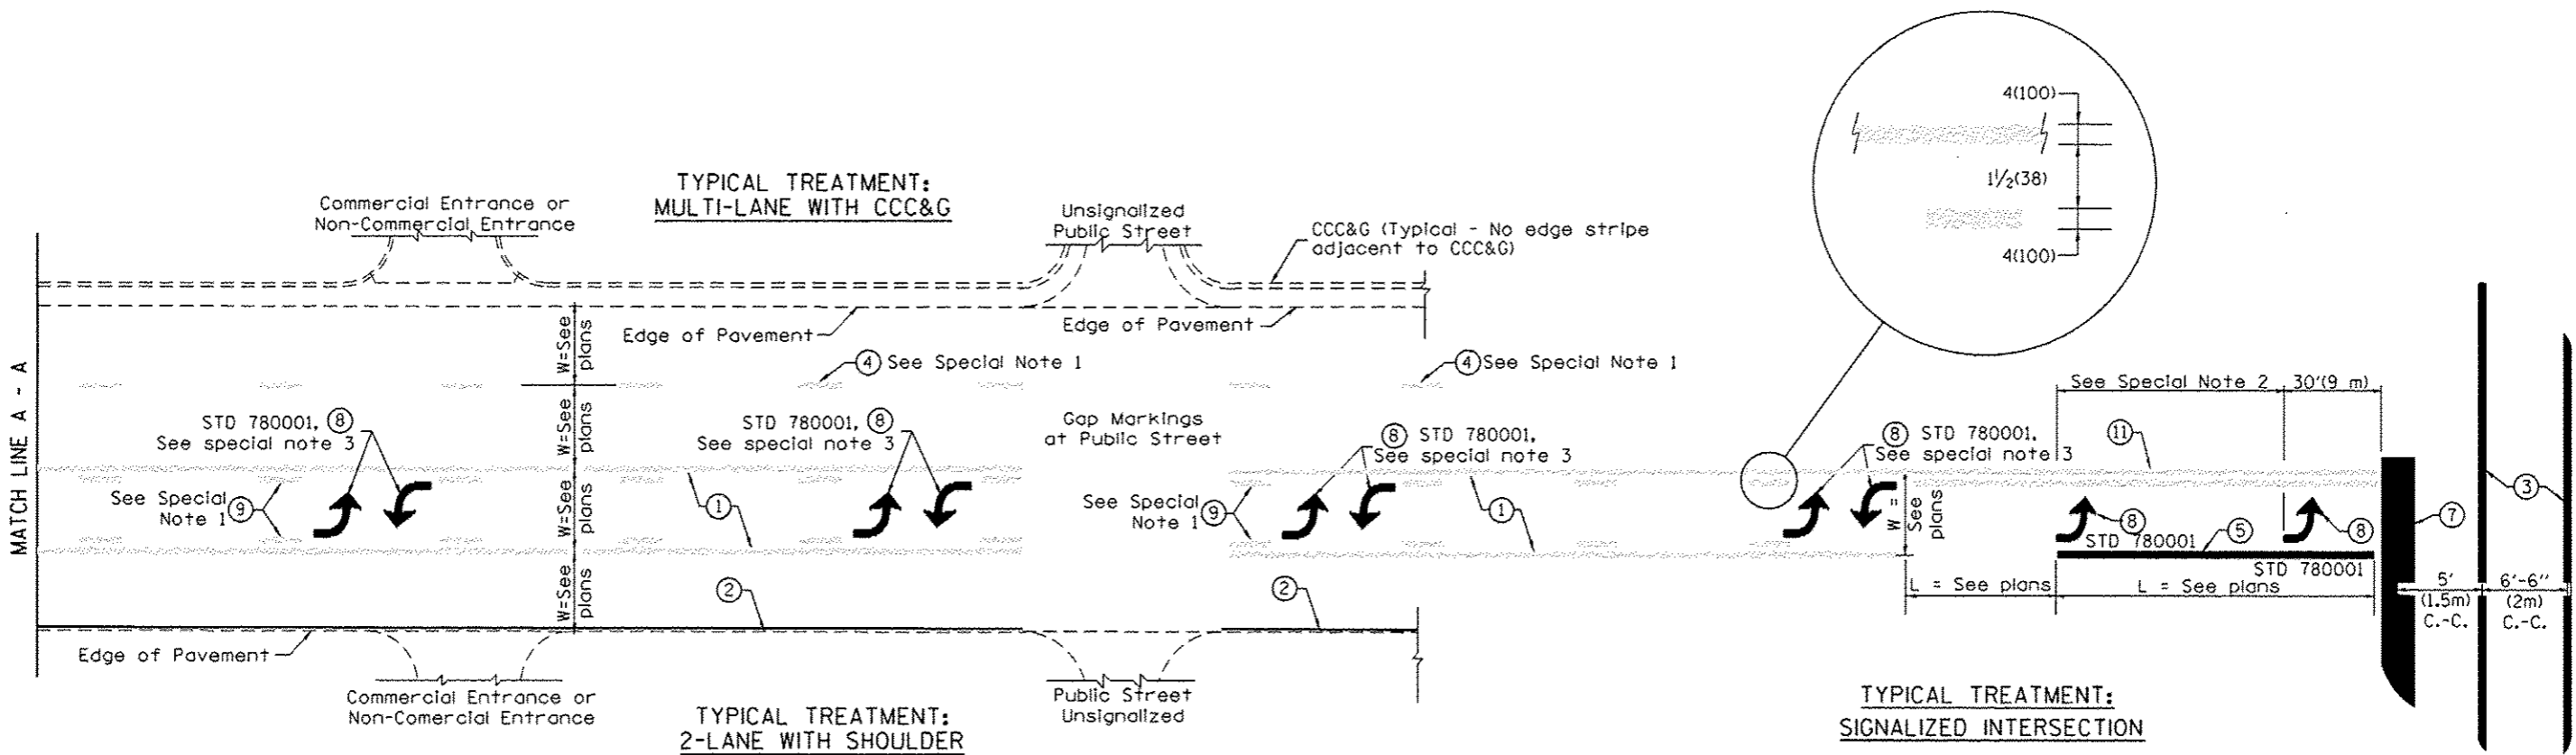 4(100)
1½(38)
4(100)
TYPICAL TREATMENT:
MULTI-LANE WITH CCC&G
Commercial Entrance or
Non-Commercial Entrance
Unsignalized
Public Street
CCC&G (Typical - No edge stripe
adjacent to CCC&G)
MATCH LINE A - A
W=See
plans
Edge of Pavement
Edge of Pavement
4 See Special Note 1
4 See Special Note 1
See Special Note 2
30'(9 m)
W=See
plans
STD 780001, 8
See special note 3
STD 780001, 8
See special note 3
Gap Markings
at Public Street
8 STD 780001,
See special note 3
8 STD 780001,
See special note 3
11
3
See Special
Note 1 9
W=See
plans
1
See Special
Note 1 9
1
W =
See
plans
8
STD 780001
5
8
7
STD 780001
W=See
plans
2
2
L = See plans
L = See plans
5'
(1.5m)
C.-C.
6'-6"
(2m)
C.-C.
Edge of Pavement
Commercial Entrance or
Non-Comercial Entrance
Public Street
Unsignalized
TYPICAL TREATMENT:
2-LANE WITH SHOULDER
TYPICAL TREATMENT:
SIGNALIZED INTERSECTION